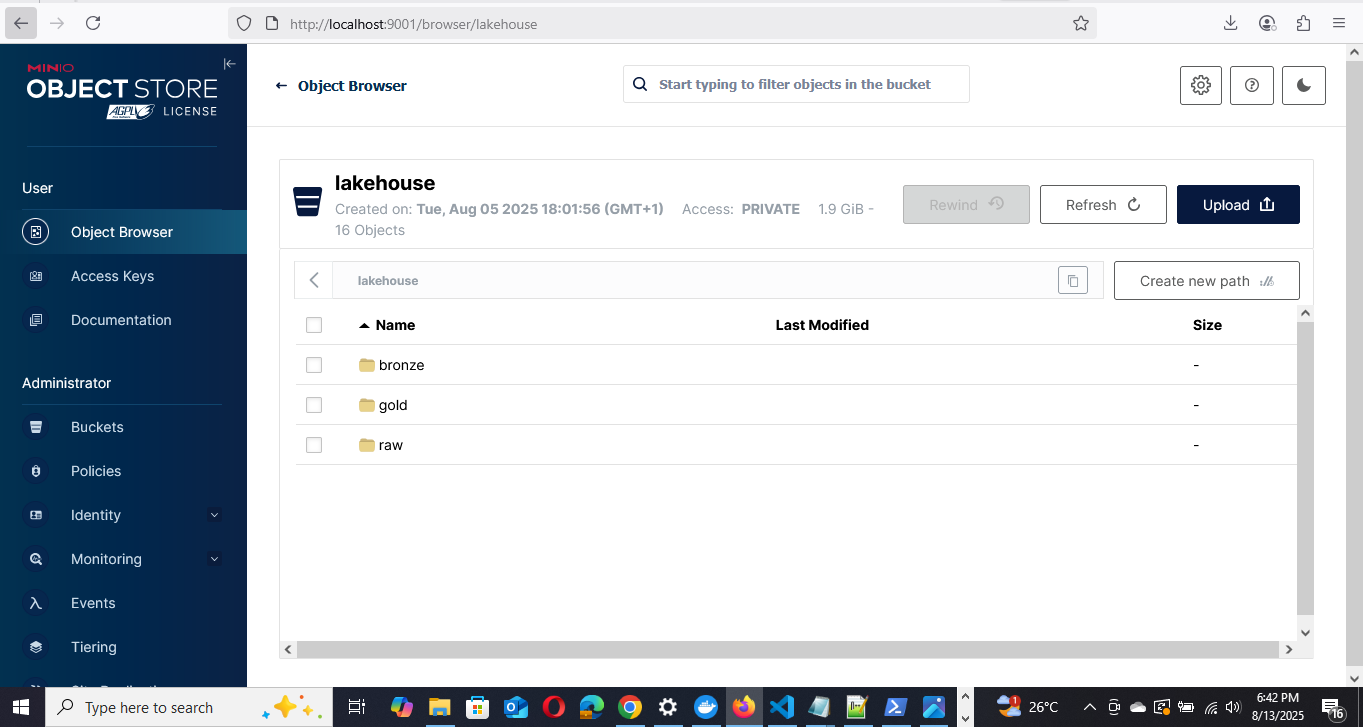 http://localhost:9001/browser/lakehouse
MINIO
OBJECT STORE
AGPL V3 LICENSE
User
Object Browser
Access Keys
Documentation
Administrator
Buckets
Policies
Identity
Monitoring
Events
Tiering
Object Browser
Start typing to filter objects in the bucket
lakehouse
Created on: Tue, Aug 05 2025 18:01:56 (GMT+1) Access: PRIVATE 1.9 GiB -
16 Objects
Rewind
Refresh
Upload
lakehouse
Create new path
Name Last Modified Size
bronze -
gold -
raw -
Type here to search
1
26°C
6:42 PM
8/13/2025
16